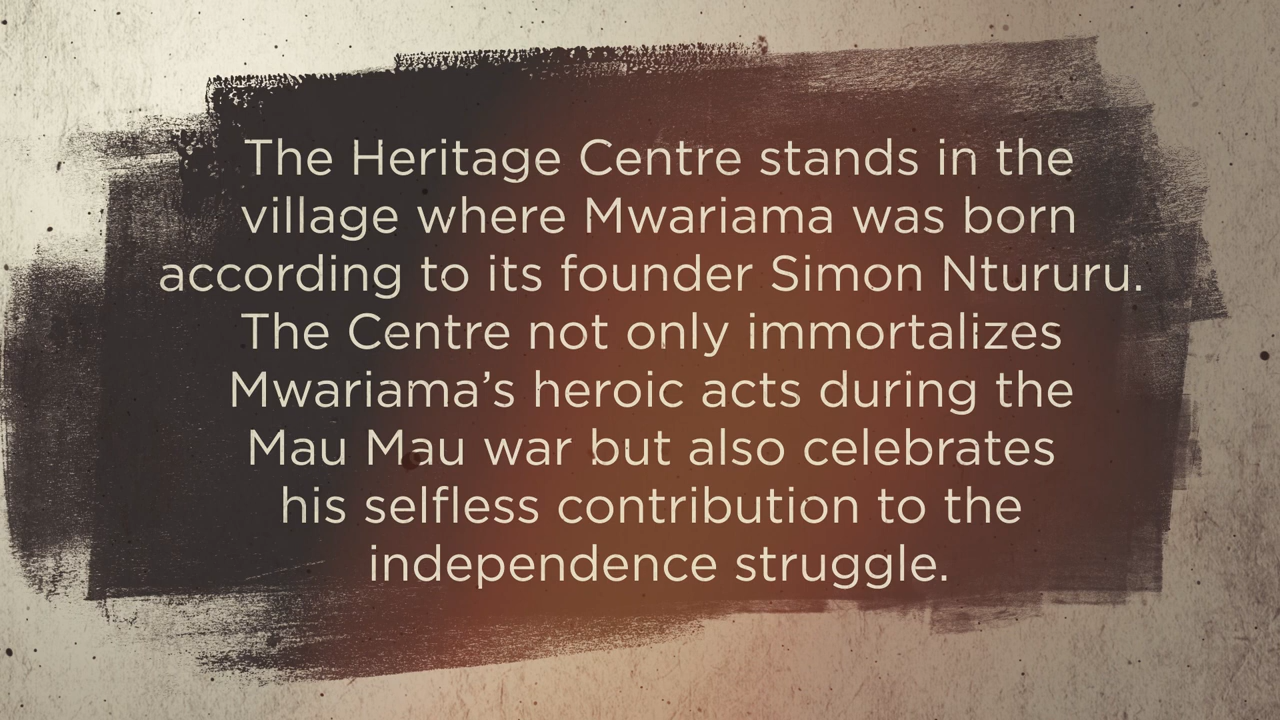 The Heritage Centre stands in the
village where Mwariama was born
according to its founder Simon Ntururu.
The Centre not only immortalizes
Mwariama’s heroic acts during the
Mau Mau war but also celebrates
his selfless contribution to the
independence struggle.